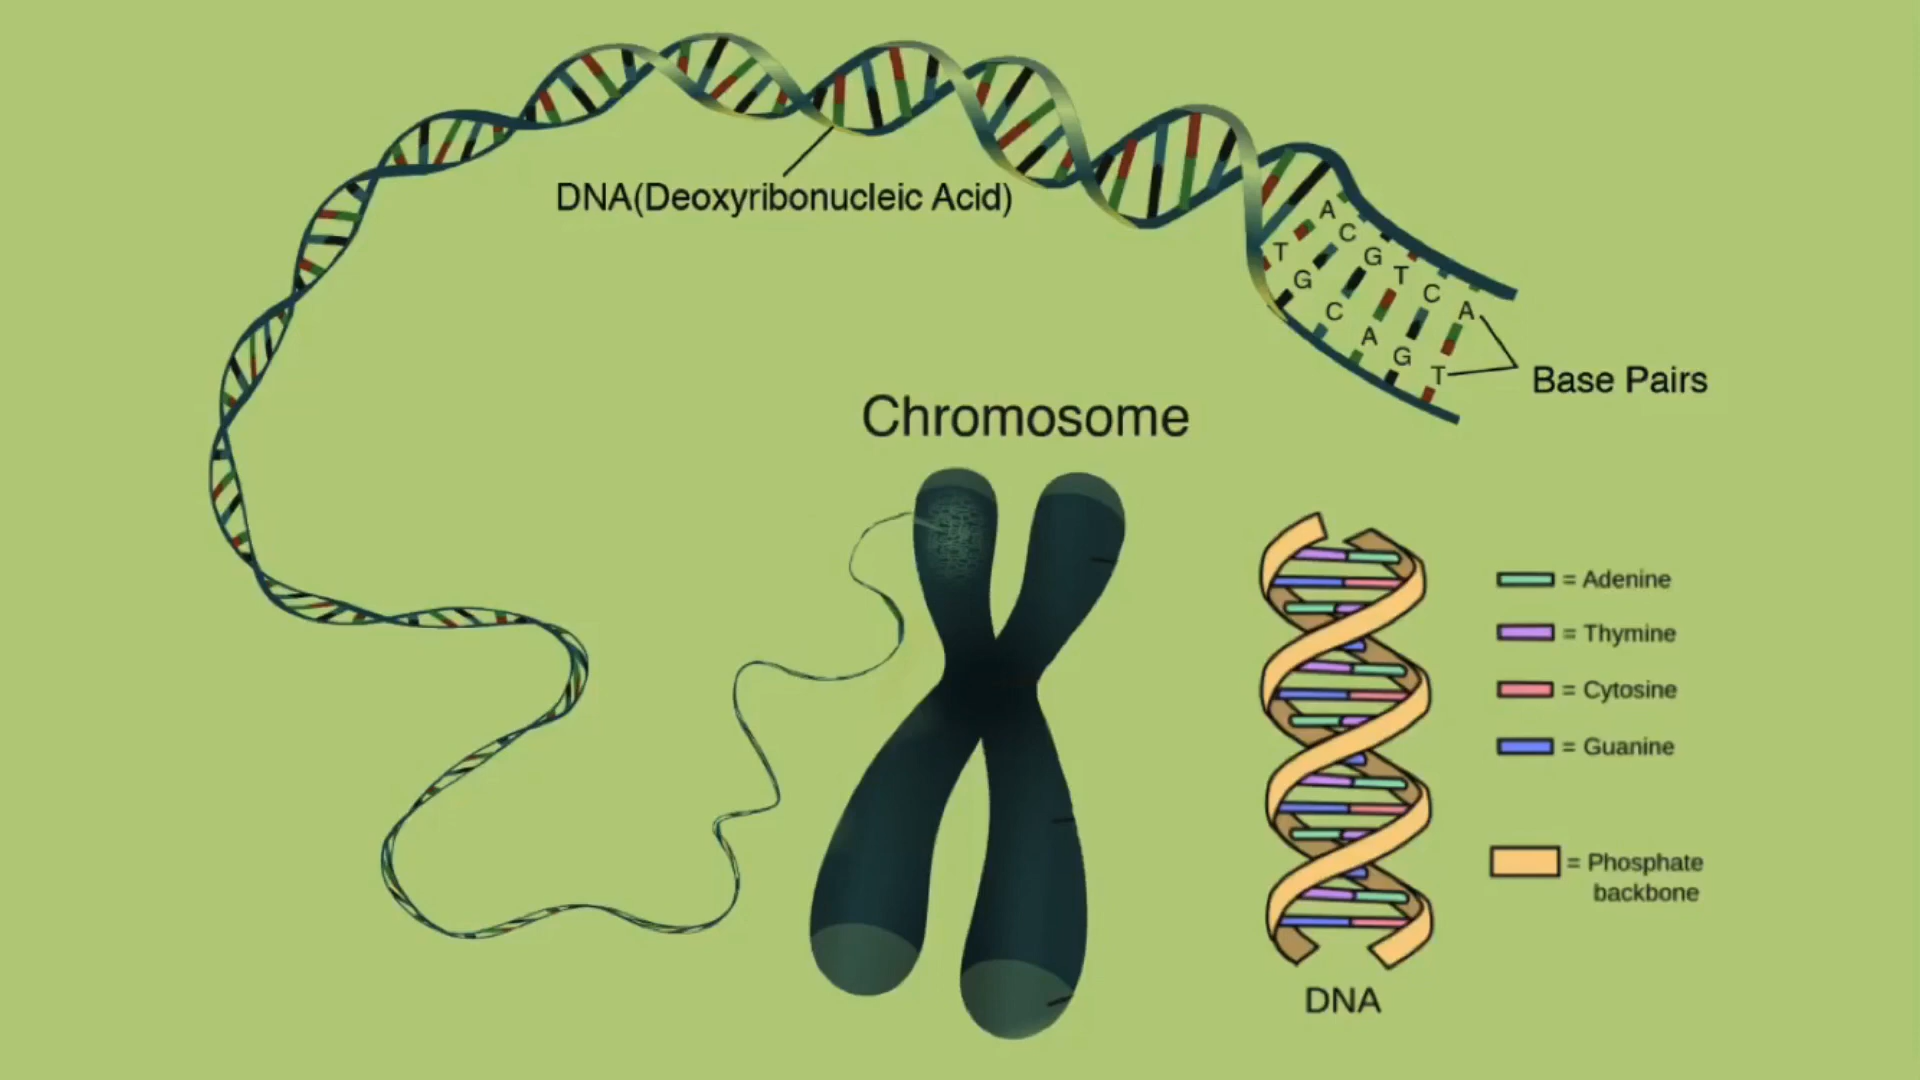 DNA(Deoxyribonucleic Acid)
A
C
G
T
C
A
T
G
C
A
G
T
Base Pairs
Chromosome
= Adenine
= Thymine
= Cytosine
= Guanine
= Phosphate
backbone
DNA